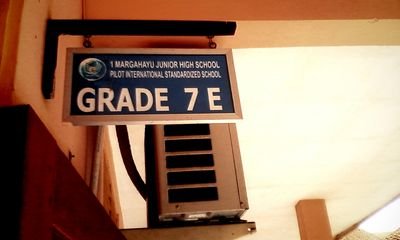 1 MARGAHAYU JUNIOR HIGH SCHOOL
PILOT INTERNATIONAL STANDARDIZED SCHOOL
GRADE 7 E